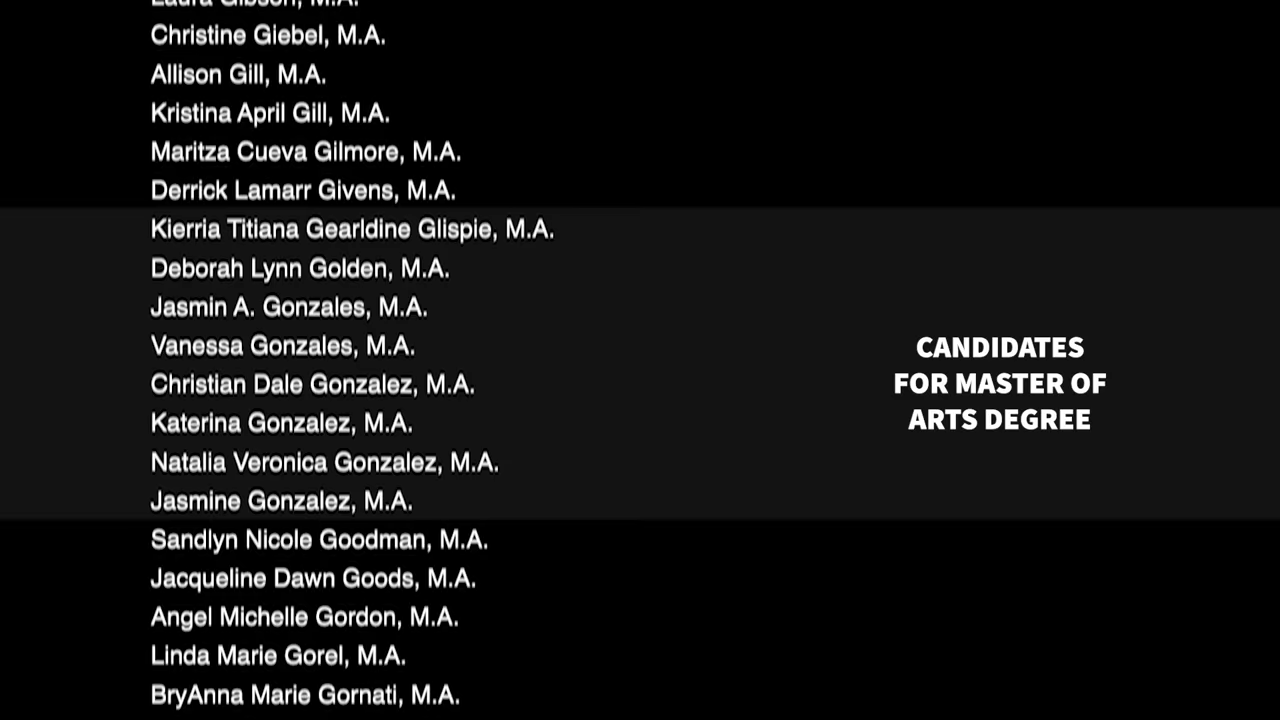 Laura Gibson, M.A.
Christine Giebel, M.A.
Allison Gill, M.A.
Kristina April Gill, M.A.
Maritza Cueva Gilmore, M.A.
Derrick Lamarr Givens, M.A.
Kierria Titiana Gearldine Glispie, M.A.
Deborah Lynn Golden, M.A.
Jasmin A. Gonzales, M.A.
Vanessa Gonzales, M.A.
Christian Dale Gonzalez, M.A.
Katerina Gonzalez, M.A.
Natalia Veronica Gonzalez, M.A.
Jasmine Gonzalez, M.A.
Sandlyn Nicole Goodman, M.A.
Jacqueline Dawn Goods, M.A.
Angel Michelle Gordon, M.A.
Linda Marie Gorel, M.A.
BryAnna Marie Gornati, M.A.
CANDIDATES
FOR MASTER OF
ARTS DEGREE